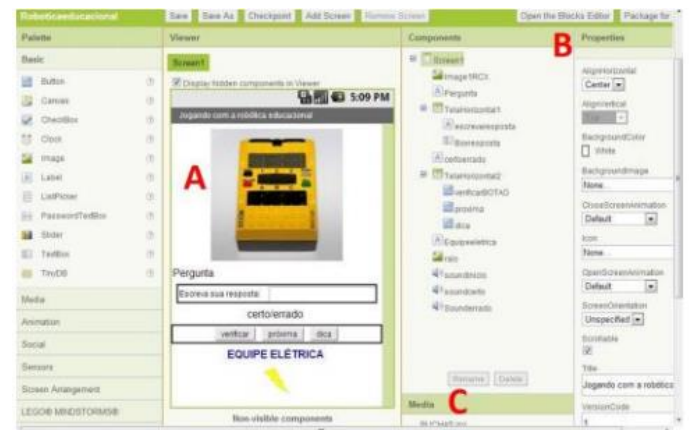 Roboticaeducacional
Save Save As Checkpoint Add Screen Remove Screen Open the Blocks Editor Package for
Palette
Basic
Button
Canvas
CheckBox
Clock
Image
Label
ListPicker
PasswordTextBox
Slider
TextBox
TinyDB
Media
Animation
Social
Sensors
Screen Arrangement
LEGO® MINDSTORMS®
Viewer
Screen1
Display hidden components in Viewer
5:09 PM
Jogando com a robótica educacional
A
Pergunta
Escreva sua resposta:
certo/errado
verificar próxima dica
EQUIPE ELÉTRICA
Non-visible components
Components
Screen1
Image1RCX
Pergunta
TelaHorizontal1
escrevaresposta
certoerrado
TelaHorizontal2
verificarBOTAO
proxima
dica
Equipeeletrica
raio
soundinicio
soundcerto
Sounderrado
Rename Delete
Media
C
B
Properties
AlignHorizontal
Center
AlignVertical
BackgroundColor
White
BackgroundImage
None...
CloseScreenAnimation
Default
Icon
None...
OpenScreenAnimation
Default
ScreenOrientation
Unspecified
Scrollable
Title
Jogando com a robótica
VersionCode
1